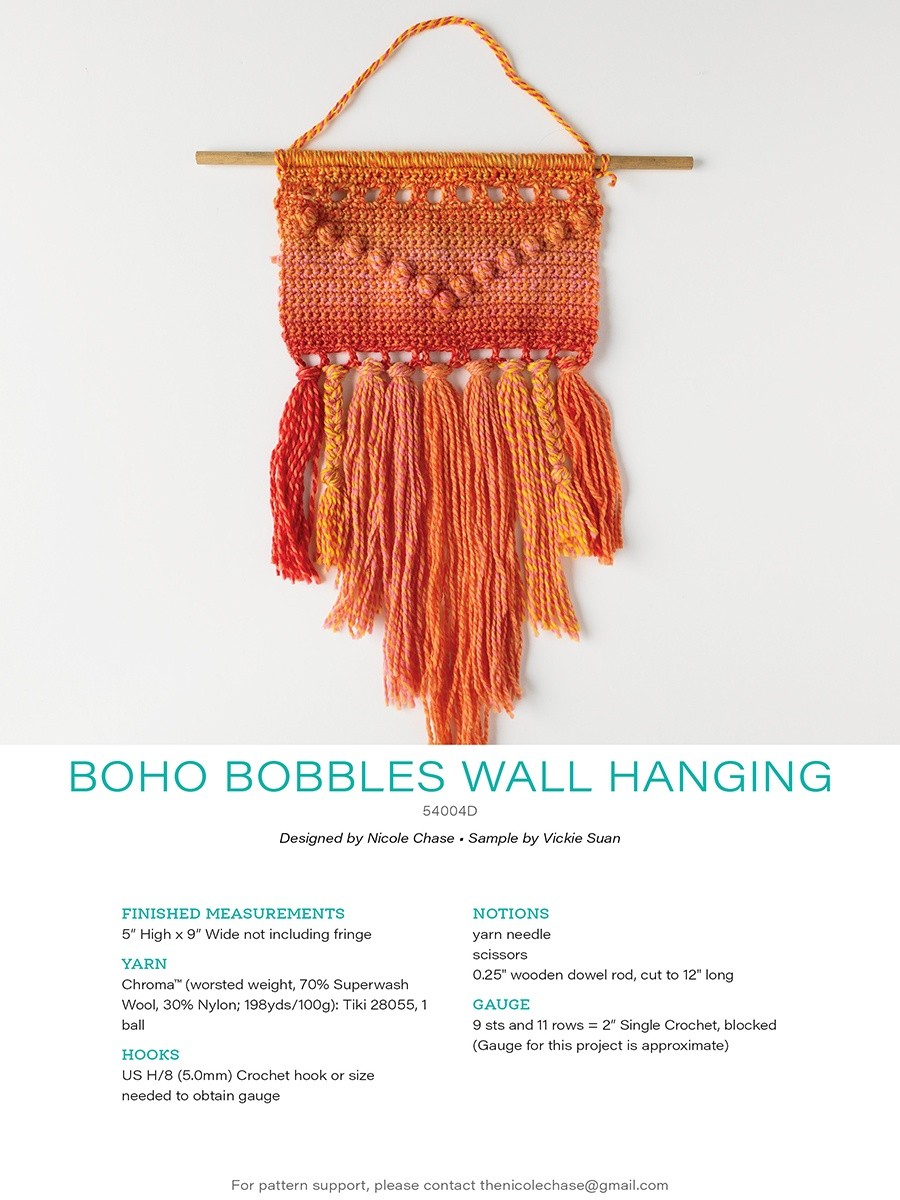 BOHO BOBBLES WALL HANGING
54004D
Designed by Nicole Chase • Sample by Vickie Suan
FINISHED MEASUREMENTS
5" High x 9" Wide not including fringe
YARN
Chroma™ (worsted weight, 70% Superwash
Wool, 30% Nylon; 198yds/100g): Tiki 28055, 1
ball
HOOKS
US H/8 (5.0mm) Crochet hook or size
needed to obtain gauge
NOTIONS
yarn needle
scissors
0.25" wooden dowel rod, cut to 12" long
GAUGE
9 sts and 11 rows = 2" Single Crochet, blocked
(Gauge for this project is approximate)
For pattern support, please contact thenicolechase@gmail.com